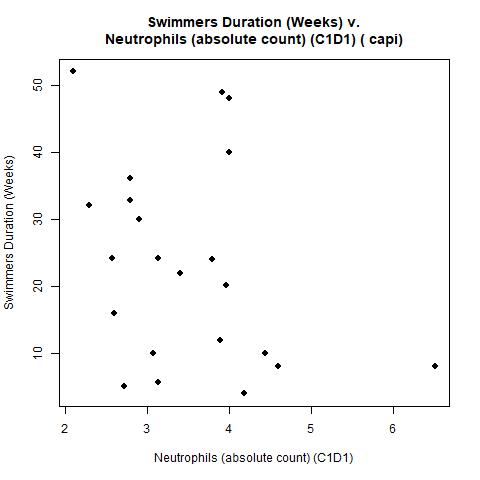 Swimmers Duration (Weeks) v.
Neutrophils (absolute count) (C1D1) ( capi)
Swimmers Duration (Weeks)
50
40
30
20
10
2 3 4 5 6
Neutrophils (absolute count) (C1D1)